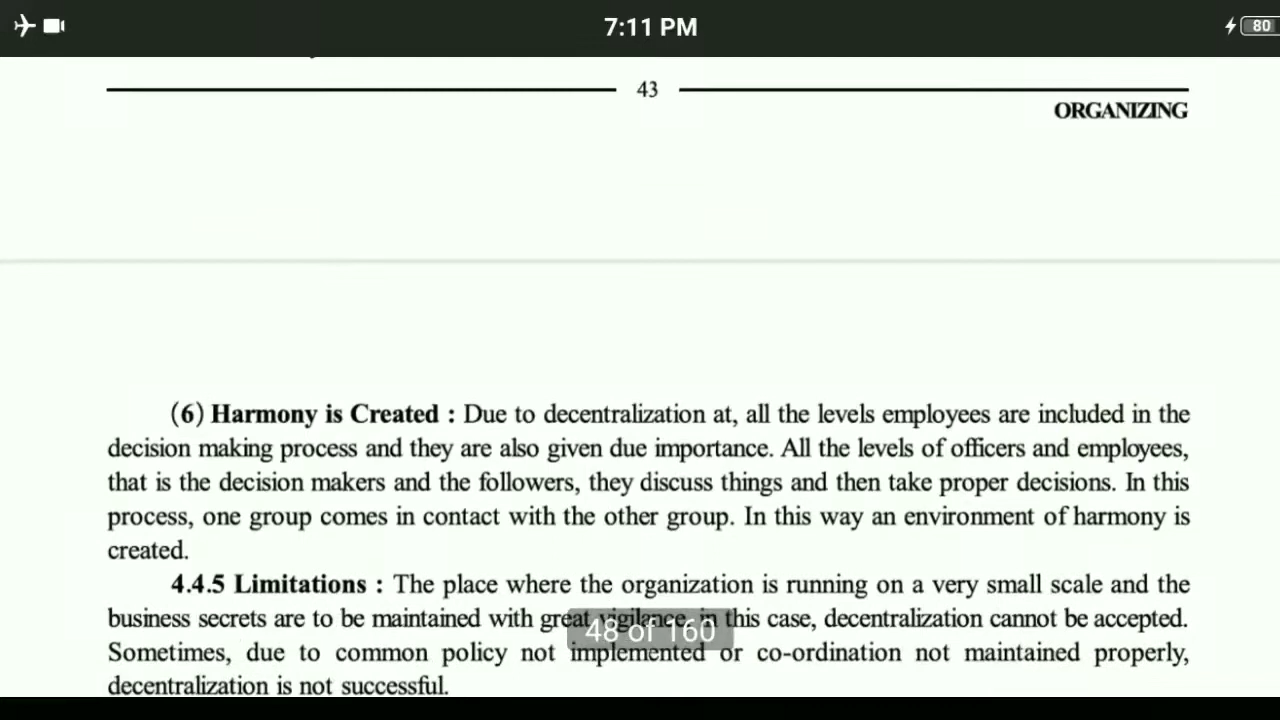 7:11 PM
80
43
ORGANIZING
(6) Harmony is Created : Due to decentralization at, all the levels employees are included in the
decision making process and they are also given due importance. All the levels of officers and employees,
that is the decision makers and the followers, they discuss things and then take proper decisions. In this
process, one group comes in contact with the other group. In this way an environment of harmony is
created.
4.4.5 Limitations : The place where the organization is running on a very small scale and the
business secrets are to be maintained with great vigilance, in this case, decentralization cannot be accepted.
48 of 160
Sometimes, due to common policy not implemented or co-ordination not maintained properly,
decentralization is not successful.